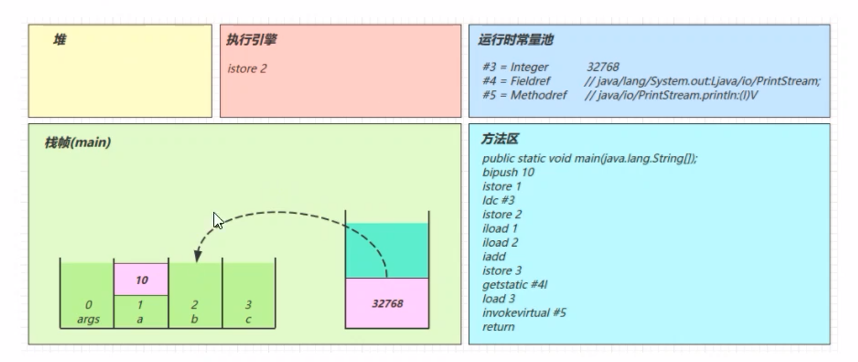 堆
执行引擎
istore 2
运行时常量池
#3 = Integer 32768
#4 = Fieldref // java/lang/System.out:Ljava/io/PrintStream;
#5 = Methodref // java/io/PrintStream.println:(I)V
栈帧(main)
10
0 1 2 3
args a b c
32768
方法区
public static void main(java.lang.String[]);
bipush 10
istore 1
ldc #3
istore 2
iload 1
iload 2
iadd
istore 3
getstatic #4I
load 3
invokevirtual #5
return